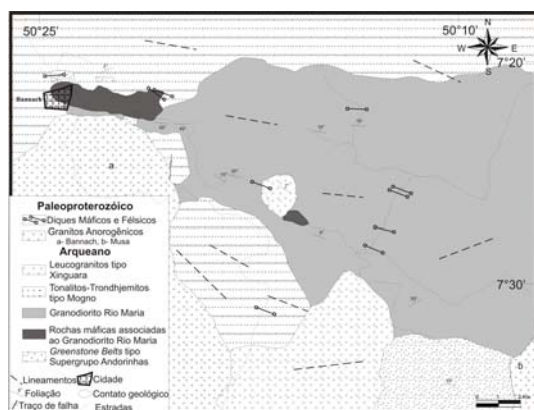 50°25'
50°10'
N
W E
S
7°20'
Bannach
a
7°30'
b
Paleoproterozóico
Diques Máficos e Félsicos
Granitos Anorogênicos
a- Bannach, b- Musa
Arqueano
Leucogranitos tipo
Xinguara
Tonalitos-Trondhjemitos
tipo Mogno
Granodiorito Rio Maria
Rochas máficas associadas
ao Granodiorito Rio Maria
Greenstone Belts tipo
Supergrupo Andorinhas
Lineamentos
Cidade
Foliação
Contato geológico
Traço de falha
Estradas